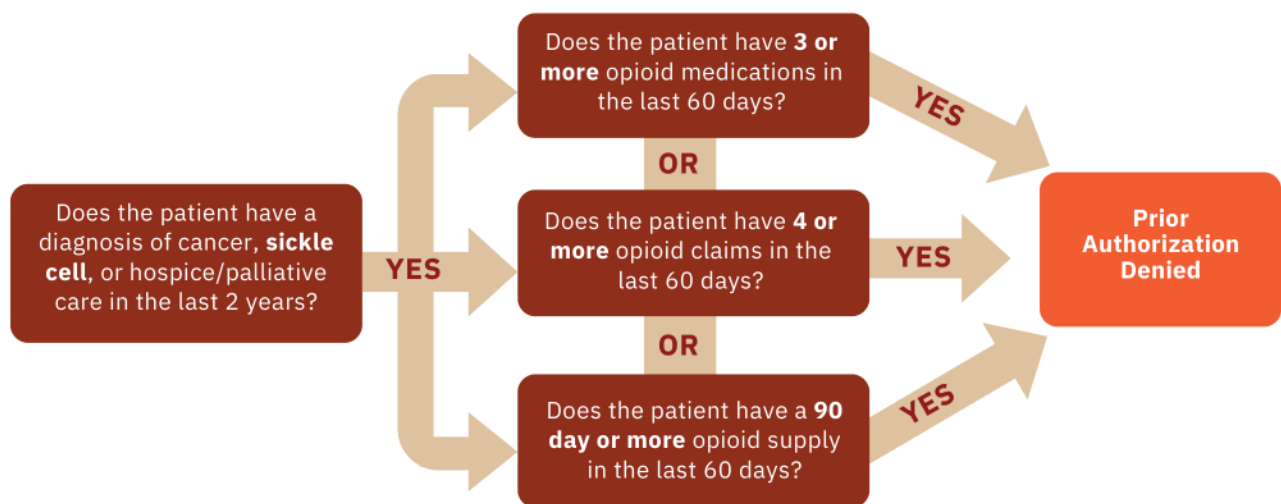 Does the patient have a
diagnosis of cancer, sickle
cell, or hospice/palliative
care in the last 2 years?
YES
Does the patient have 3 or
more opioid medications in
the last 60 days?
YES
OR
Does the patient have 4 or
more opioid claims in the
last 60 days?
YES
OR
Does the patient have a 90
day or more opioid supply
in the last 60 days?
YES
Prior
Authorization
Denied